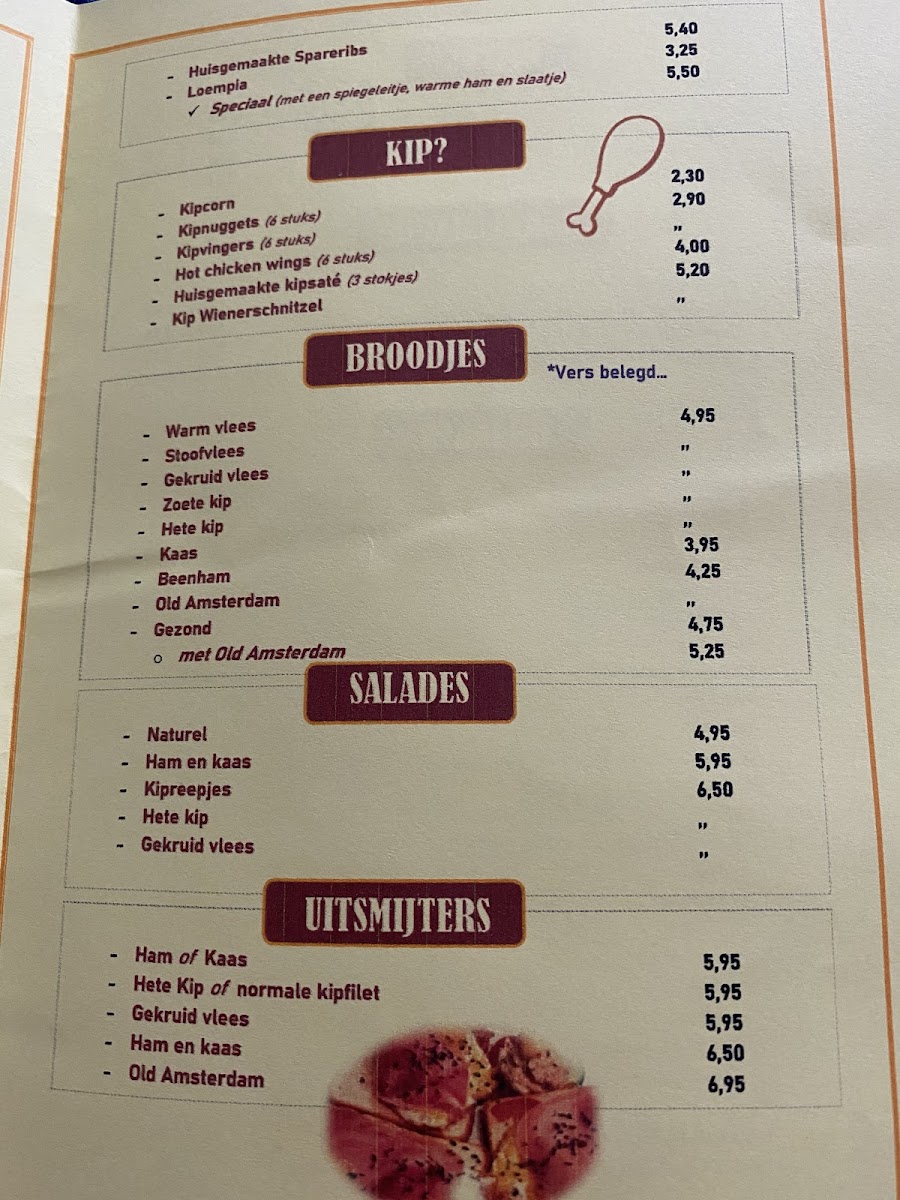 - Huisgemaakte Spareribs 5,40
- Loempia 3,25
✓ Speciaal (met een spiegeleitje, warme ham en slaatje) 5,50
KIP?
- Kipcorn 2,30
- Kipnuggets (6 stuks) 2,90
- Kipvingers (6 stuks) ,,
- Hot chicken wings (6 stuks) 4,00
- Huisgemaakte kipsaté (3 stokjes) 5,20
- Kip Wienerschnitzel ,,
BROODJES
*Vers belegd...
- Warm vlees 4,95
- Stoofvlees ,,
- Gekruid vlees ,,
- Zoete kip ,,
- Hete kip ,,
- Kaas 3,95
- Beenham 4,25
- Old Amsterdam ,,
- Gezond 4,75
o met Old Amsterdam 5,25
SALADES
- Naturel 4,95
- Ham en kaas 5,95
- Kipreepjes 6,50
- Hete kip ,,
- Gekruid vlees ,,
UITSMIJTERS
- Ham of Kaas 5,95
- Hete Kip of normale kipfilet 5,95
- Gekruid vlees 5,95
- Ham en kaas 6,50
- Old Amsterdam 6,95